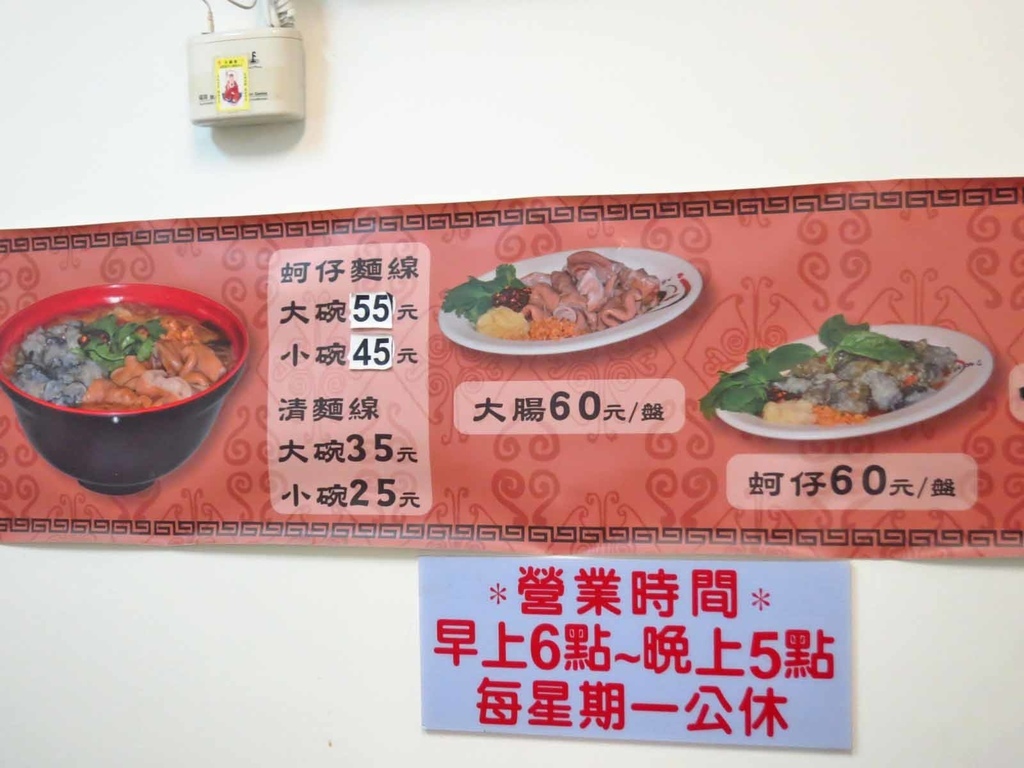 蚵仔麵線
大碗55元
小碗45元
清麵線
大碗35元
小碗25元
大腸60元/盤
蚵仔60元/盤
*營業時間*
早上6點~晚上5點
每星期一公休